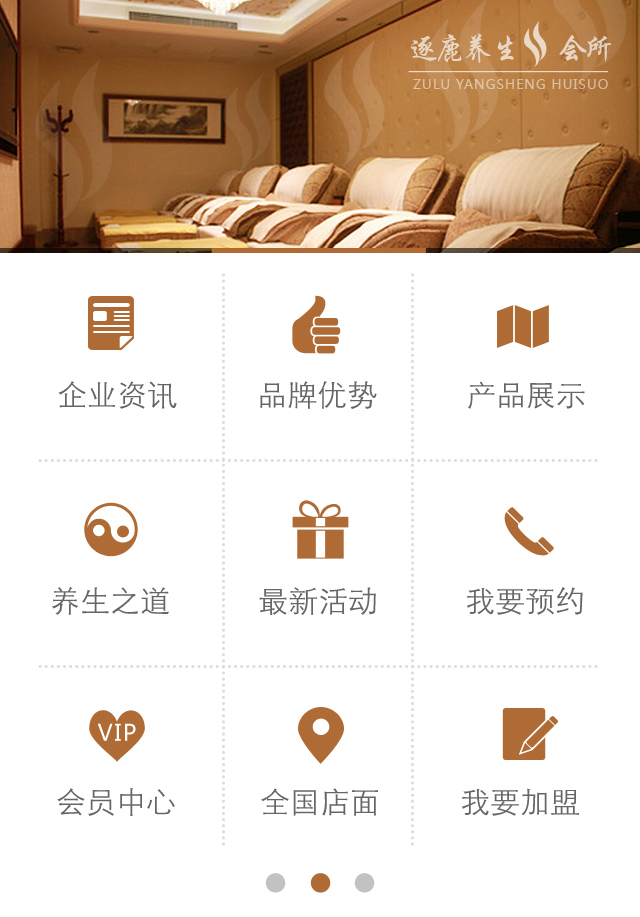 逐鹿养生 会所
ZULU YANGSHENG HUISUO
企业资讯
品牌优势
产品展示
养生之道
最新活动
我要预约
VIP
会员中心
全国店面
我要加盟